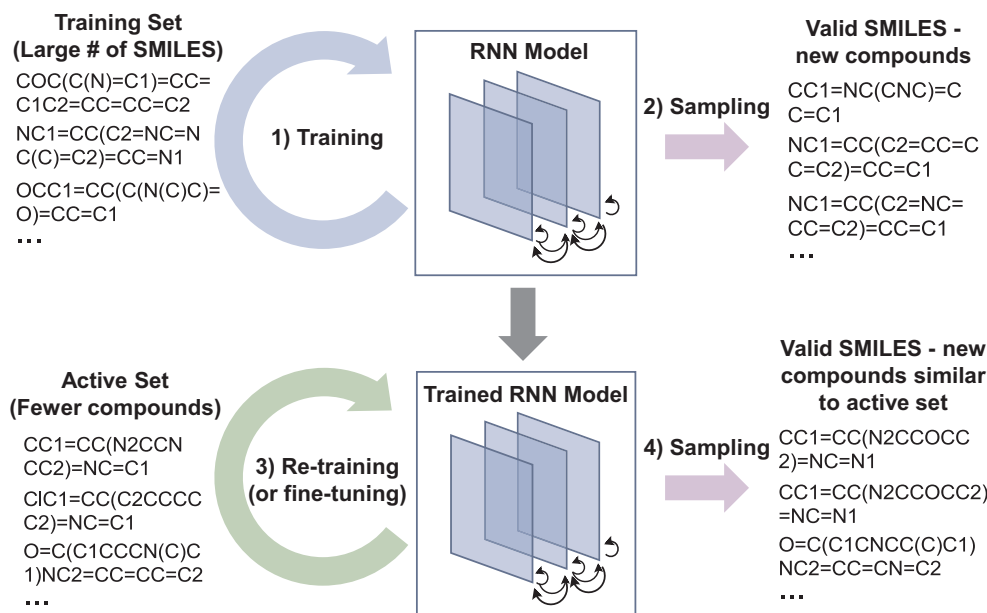 Training Set
(Large # of SMILES)
COC(C(N)=C1)=CC=
C1C2=CC=CC=C2
NC1=CC(C2=NC=N
C(C)=C2)=CC=N1
OCC1=CC(C(N(C)C)=
O)=CC=C1
...
1) Training
RNN Model
2) Sampling
Valid SMILES -
new compounds
CC1=NC(CNC)=C
C=C1
NC1=CC(C2=CC=C
C=C2)=CC=C1
NC1=CC(C2=NC=
CC=C2)=CC=C1
...
Active Set
(Fewer compounds)
CC1=CC(N2CCN
CC2)=NC=C1
ClC1=CC(C2CCCC
C2)=NC=C1
O=C(C1CCCN(C)C
1)NC2=CC=CC=C2
...
3) Re-training
(or fine-tuning)
Trained RNN Model
4) Sampling
Valid SMILES - new
compounds similar
to active set
CC1=CC(N2CCOCC
2)=NC=N1
CC1=CC(N2CCOCC2)
=NC=N1
O=C(C1CNCC(C)C1)
NC2=CC=CN=C2
...